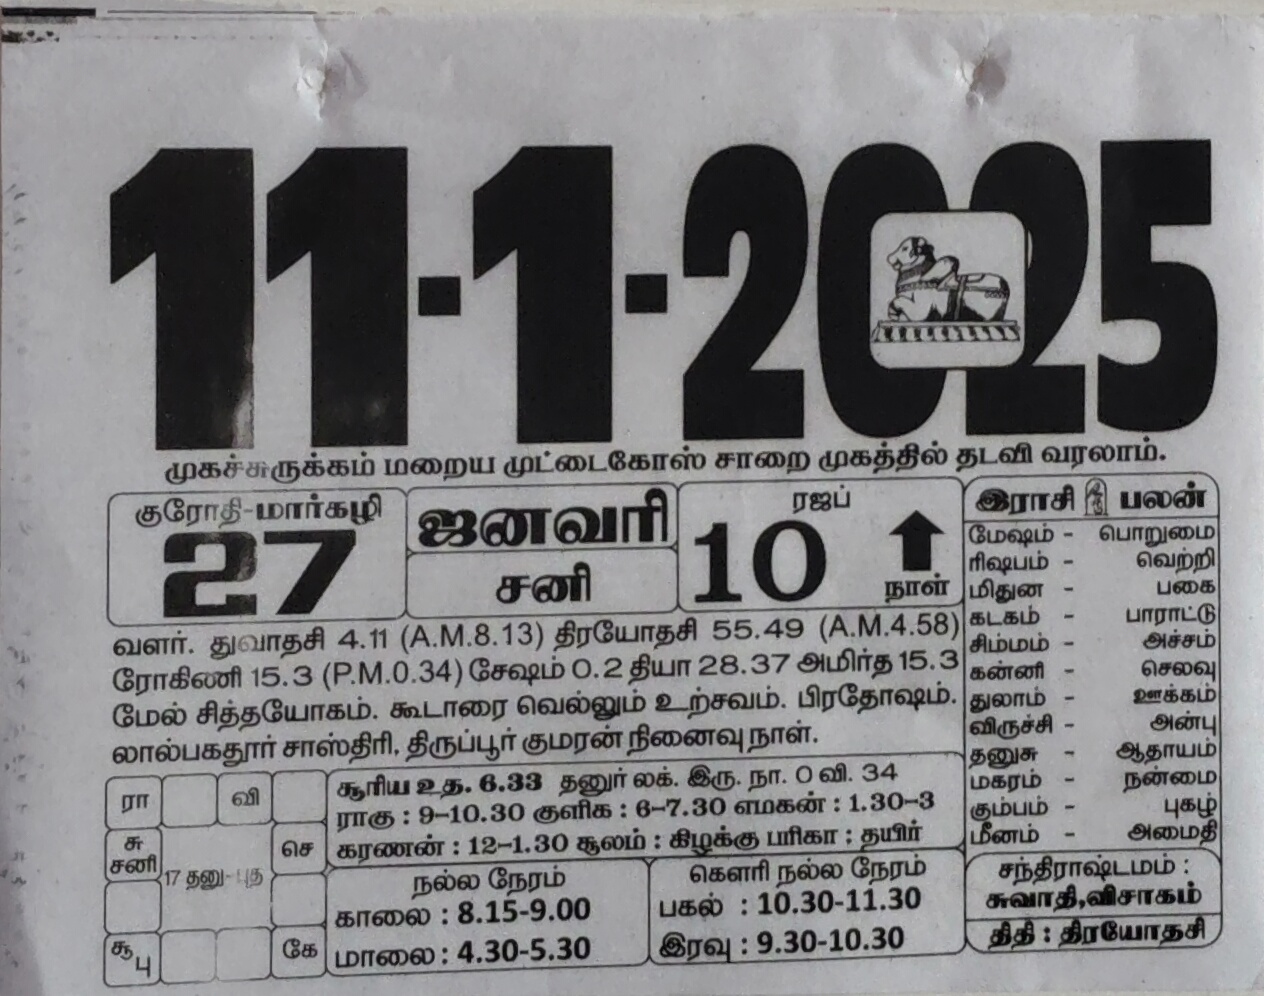 11-1-2025
முகச்சுருக்கம் மறைய முட்டைகோஸ் சாறை முகத்தில் தடவி வரலாம்.
குரோதி-மார்கழி
27
ஜனவரி
சனி
ரஜப்
10
நாள்
வளர். துவாதசி 4.11 (A.M.8.13) திரயோதசி 55.49 (A.M.4.58)
ரோகிணி 15.3 (P.M.0.34) சேஷம் 0.2 தியா 28.37 அமிர்த 15.3
மேல் சித்தயோகம். கூடாரை வெல்லும் உற்சவம். பிரதோஷம்.
லால்பகதூர் சாஸ்திரி, திருப்பூர் குமரன் நினைவு நாள்.
ரா
வி
சு
சனி
செ
17 தனு-புத
சூ
பு
கே
சூரிய உத. 6.33 தனுர் லக். இரு. நா. 0 வி. 34
ராகு : 9-10.30 குளிக : 6-7.30 எமகன் : 1.30-3
கரணன் : 12-1.30 சூலம் : கிழக்கு பரிகா : தயிர்
நல்ல நேரம்
காலை : 8.15-9.00
மாலை : 4.30-5.30
கௌரி நல்ல நேரம்
பகல் : 10.30-11.30
இரவு : 9.30-10.30
இராசி பலன்
மேஷம் - பொறுமை
ரிஷபம் - வெற்றி
மிதுன - பகை
கடகம் - பாராட்டு
சிம்மம் - அச்சம்
கன்னி - செலவு
துலாம் - ஊக்கம்
விருச்சி - அன்பு
தனுசு - ஆதாயம்
மகரம் - நன்மை
கும்பம் - புகழ்
மீனம் - அமைதி
சந்திராஷ்டமம் :
சுவாதி,விசாகம்
திதி : திரயோதசி